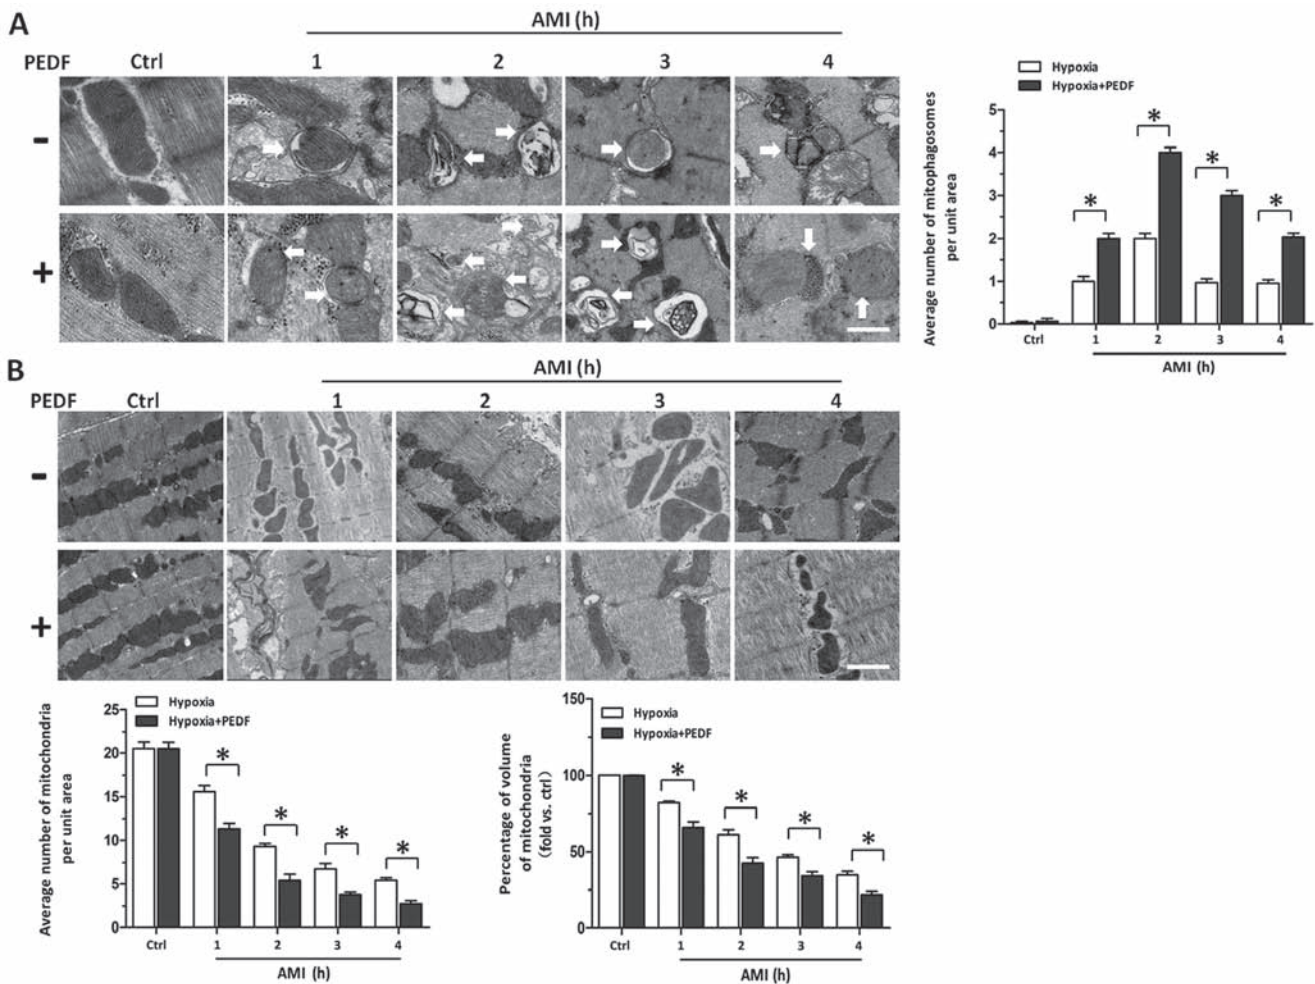 A
AMI (h)
PEDF Ctrl 1 2 3 4
-
+
Hypoxia
Hypoxia+PEDF
Average number of mitophagosomes
per unit area
5
4
3
2
1
0
* * * *
Ctrl 1 2 3 4
AMI (h)
B
AMI (h)
PEDF Ctrl 1 2 3 4
-
+
Hypoxia
Hypoxia+PEDF
Average number of mitochondria
per unit area
25
20
15
10
5
0
* * * *
Ctrl 1 2 3 4
AMI (h)
Hypoxia
Hypoxia+PEDF
Percentage of volume
of mitochondria
(fold vs. ctrl)
150
100
50
0
* * * *
Ctrl 1 2 3 4
AMI (h)